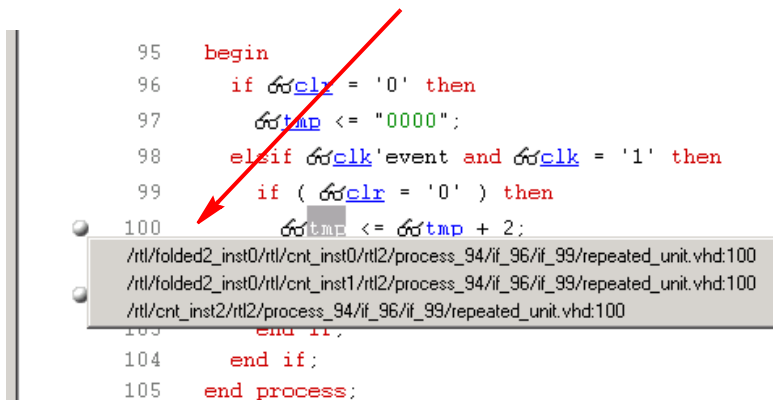 95 begin
96 if clr = '0' then
97 tmp <= "0000";
98 elsif clk'event and clk = '1' then
99 if ( clr = '0' ) then
100 tmp <= tmp + 2;
/rtl/folded2_inst0/rtl/cnt_inst0/rtl2/process_94/if_96/if_99/repeated_unit.vhd:100
/rtl/folded2_inst0/rtl/cnt_inst1/rtl2/process_94/if_96/if_99/repeated_unit.vhd:100
/rtl/cnt_inst2/rtl2/process_94/if_96/if_99/repeated_unit.vhd:100
103 end if;
104 end if;
105 end process;